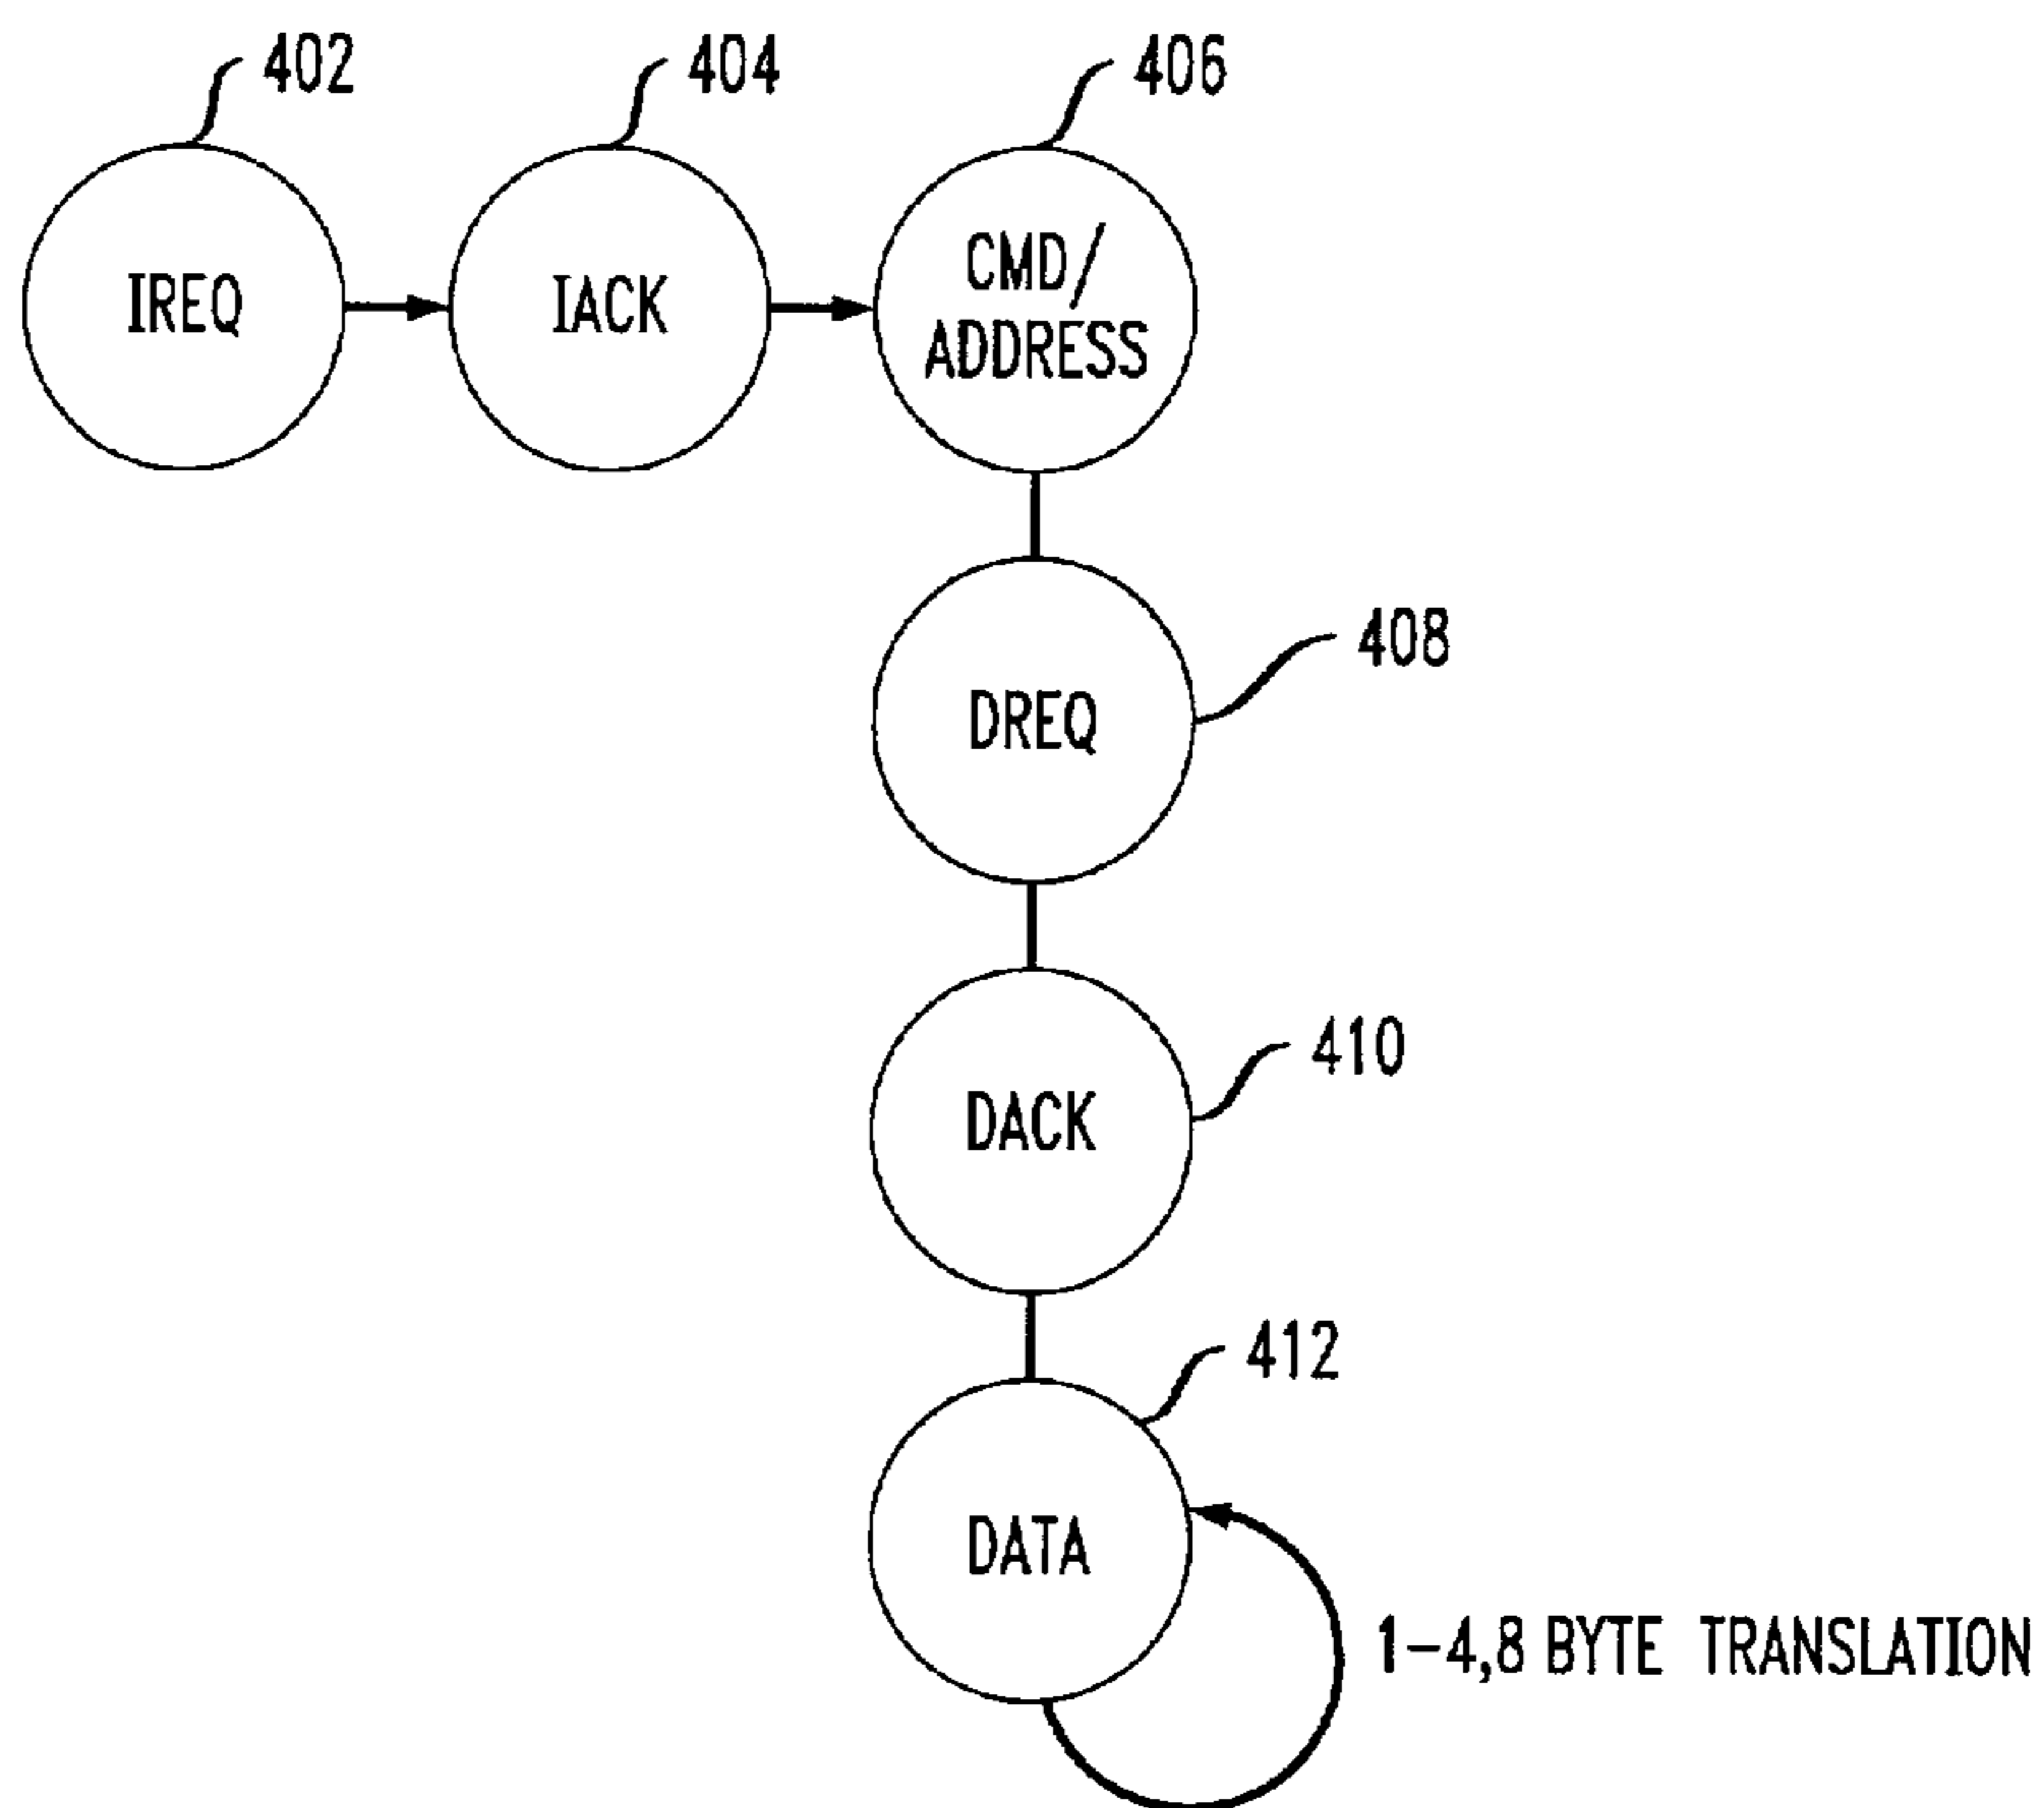 402
404
406
IREQ
IACK
CMD/
ADDRESS
408
DREQ
410
DACK
412
DATA
1-4,8 BYTE TRANSLATION